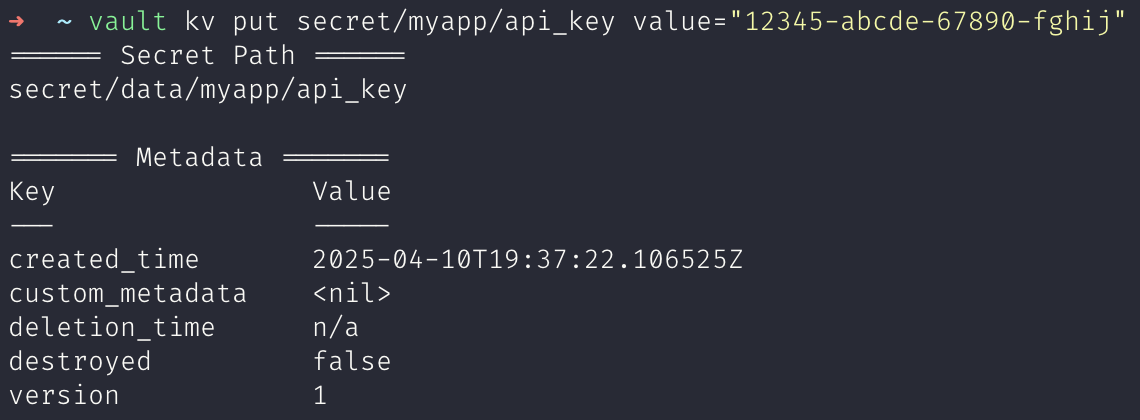 ➜  ~ vault kv put secret/myapp/api_key value="12345-abcde-67890-fghij"
====== Secret Path ======
secret/data/myapp/api_key

======= Metadata =======
Key                Value
---                -----
created_time       2025-04-10T19:37:22.106525Z
custom_metadata    <nil>
deletion_time      n/a
destroyed          false
version            1